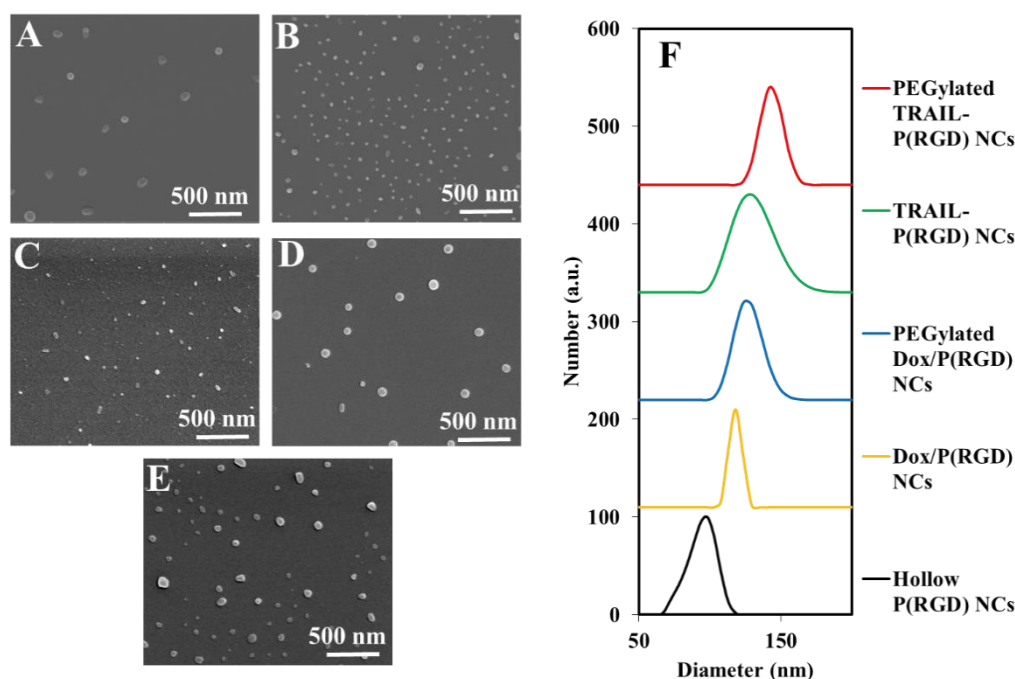 A
500 nm
B
500 nm
C
500 nm
D
500 nm
E
500 nm
F
600
500
400
300
200
100
0
Number (a.u.)
50
150
Diameter (nm)
PEGylated
TRAIL-
P(RGD) NCs
TRAIL-
P(RGD) NCs
PEGylated
Dox/P(RGD)
NCs
Dox/P(RGD)
NCs
Hollow
P(RGD) NCs